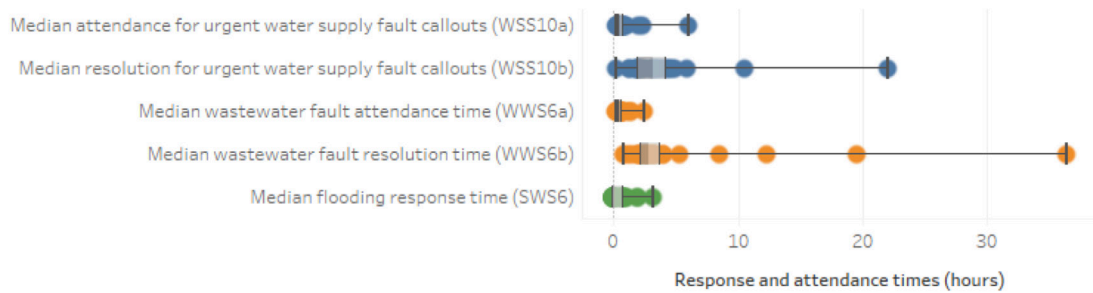 Median attendance for urgent water supply fault callouts (WSS10a)
Median resolution for urgent water supply fault callouts (WSS10b)
Median wastewater fault attendance time (WWS6a)
Median wastewater fault resolution time (WWS6b)
Median flooding response time (SWS6)
0 10 20 30
Response and attendance times (hours)